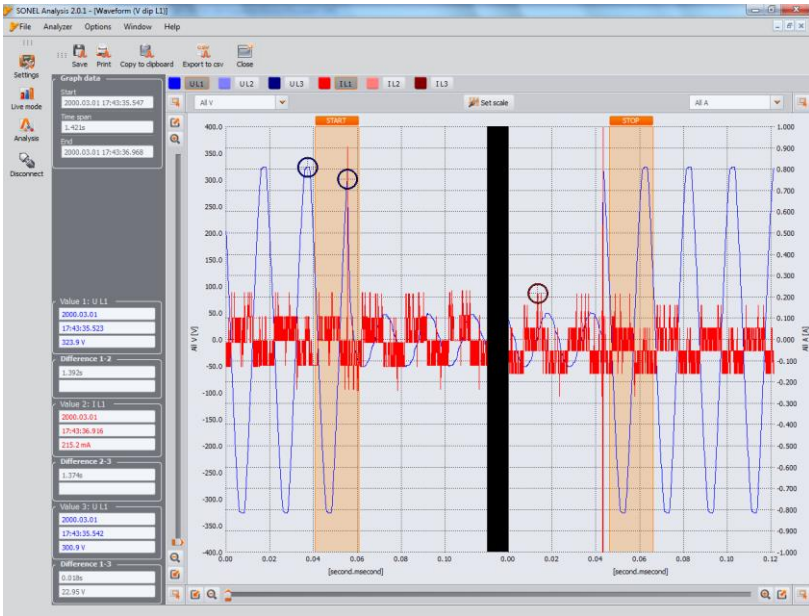 SONEL Analysis 2.0.1 - [Waveform (V dip L1)]
File Analyzer Options Window Help
Settings
Live mode
Analysis
Disconnect
Save Print Copy to clipboard Export to csv Close
Graph data
Start
2000.03.01 17:43:35.547
Time span
1.421s
End
2000.03.01 17:43:36.968
Value 1: U L1
2000.03.01
17:43:35.523
323.9 V
Difference 1-2
1.392s
Value 2: I L1
2000.03.01
17:43:36.916
215.2 mA
Difference 2-3
1.374s
Value 3: U L1
2000.03.01
17:43:35.542
300.9 V
Difference 1-3
0.018s
22.95 V
UL1 UL2 UL3 IL1 IL2 IL3
All V Set scale All A
START STOP
400.0
350.0
300.0
250.0
200.0
150.0
100.0
50.0
0.0
-50.0
-100.0
-150.0
-200.0
-250.0
-300.0
-350.0
-400.0
All V [V]
1.000
0.900
0.800
0.700
0.600
0.500
0.400
0.300
0.200
0.100
0.000
-0.100
-0.200
-0.300
-0.400
-0.500
-0.600
-0.700
-0.800
-0.900
-1.000
All A [A]
0.00 0.02 0.04 0.06 0.08 0.10 0.00 0.02 0.04 0.06 0.08 0.10 0.12
[second.msecond] [second.msecond]